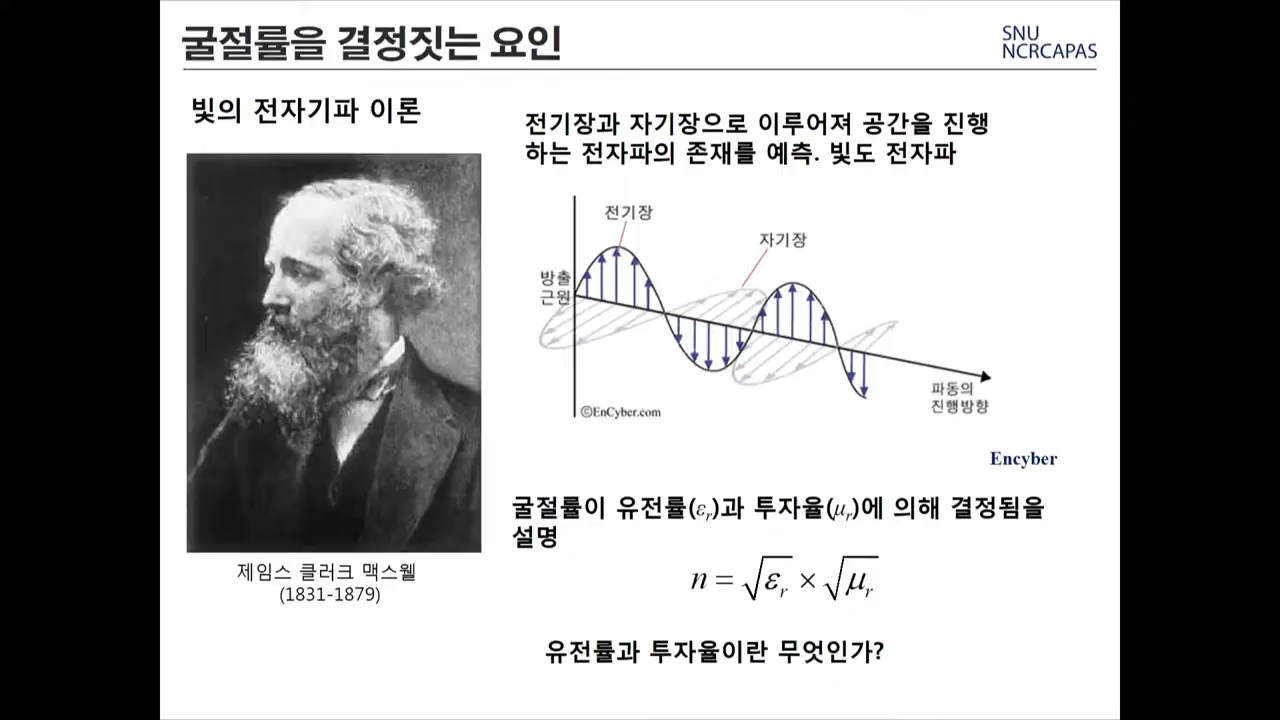 굴절률을 결정짓는 요인
SNU
NCRCAPAS
빛의 전자기파 이론
전기장과 자기장으로 이루어져 공간을 진행
하는 전자파의 존재를 예측. 빛도 전자파
전기장
자기장
방출
근원
파동의
진행방향
©EnCyber.com
Encyber
굴절률이 유전률(εr)과 투자율(μr)에 의해 결정됨을
설명
n = √εr × √μr
제임스 클러크 맥스웰
(1831-1879)
유전률과 투자율이란 무엇인가?